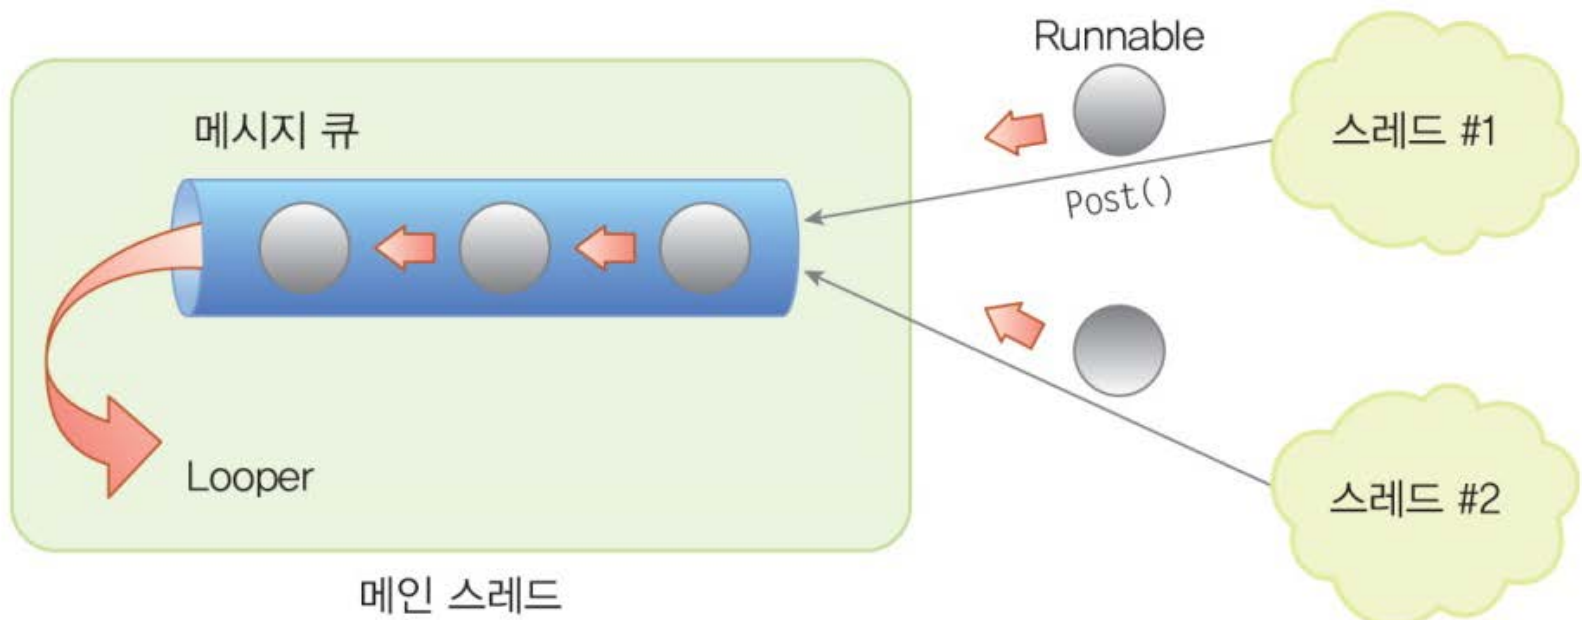 Runnable
메시지 큐
스레드 #1
Post()
Looper
스레드 #2
메인 스레드